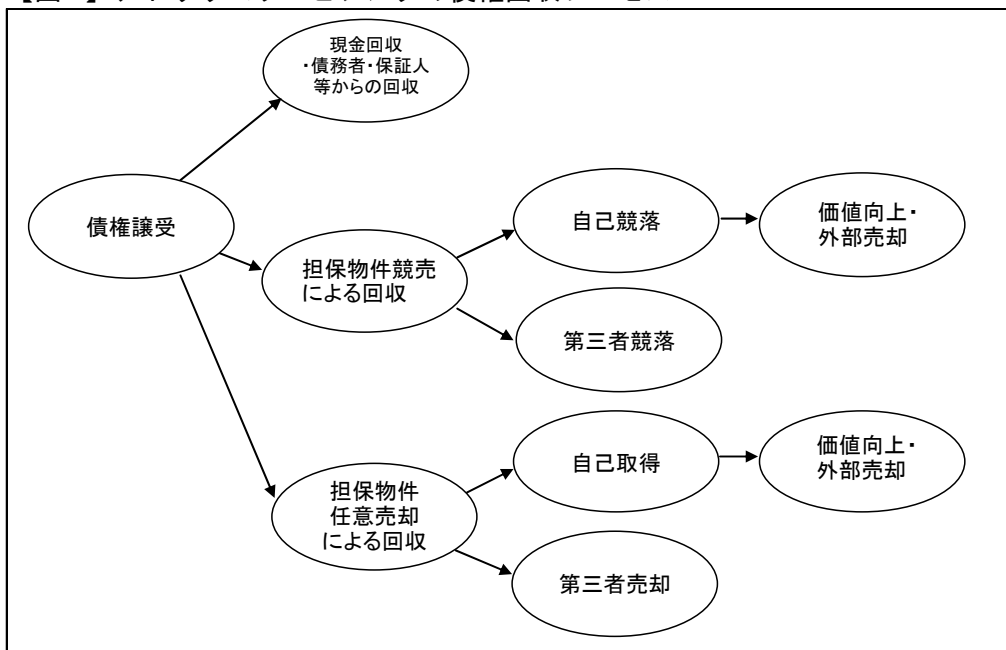 現金回収
・債務者・保証人
等からの回収
債権譲受
担保物件競売
による回収
自己競落
価値向上・
外部売却
第三者競落
担保物件
任意売却
による回収
自己取得
価値向上・
外部売却
第三者売却